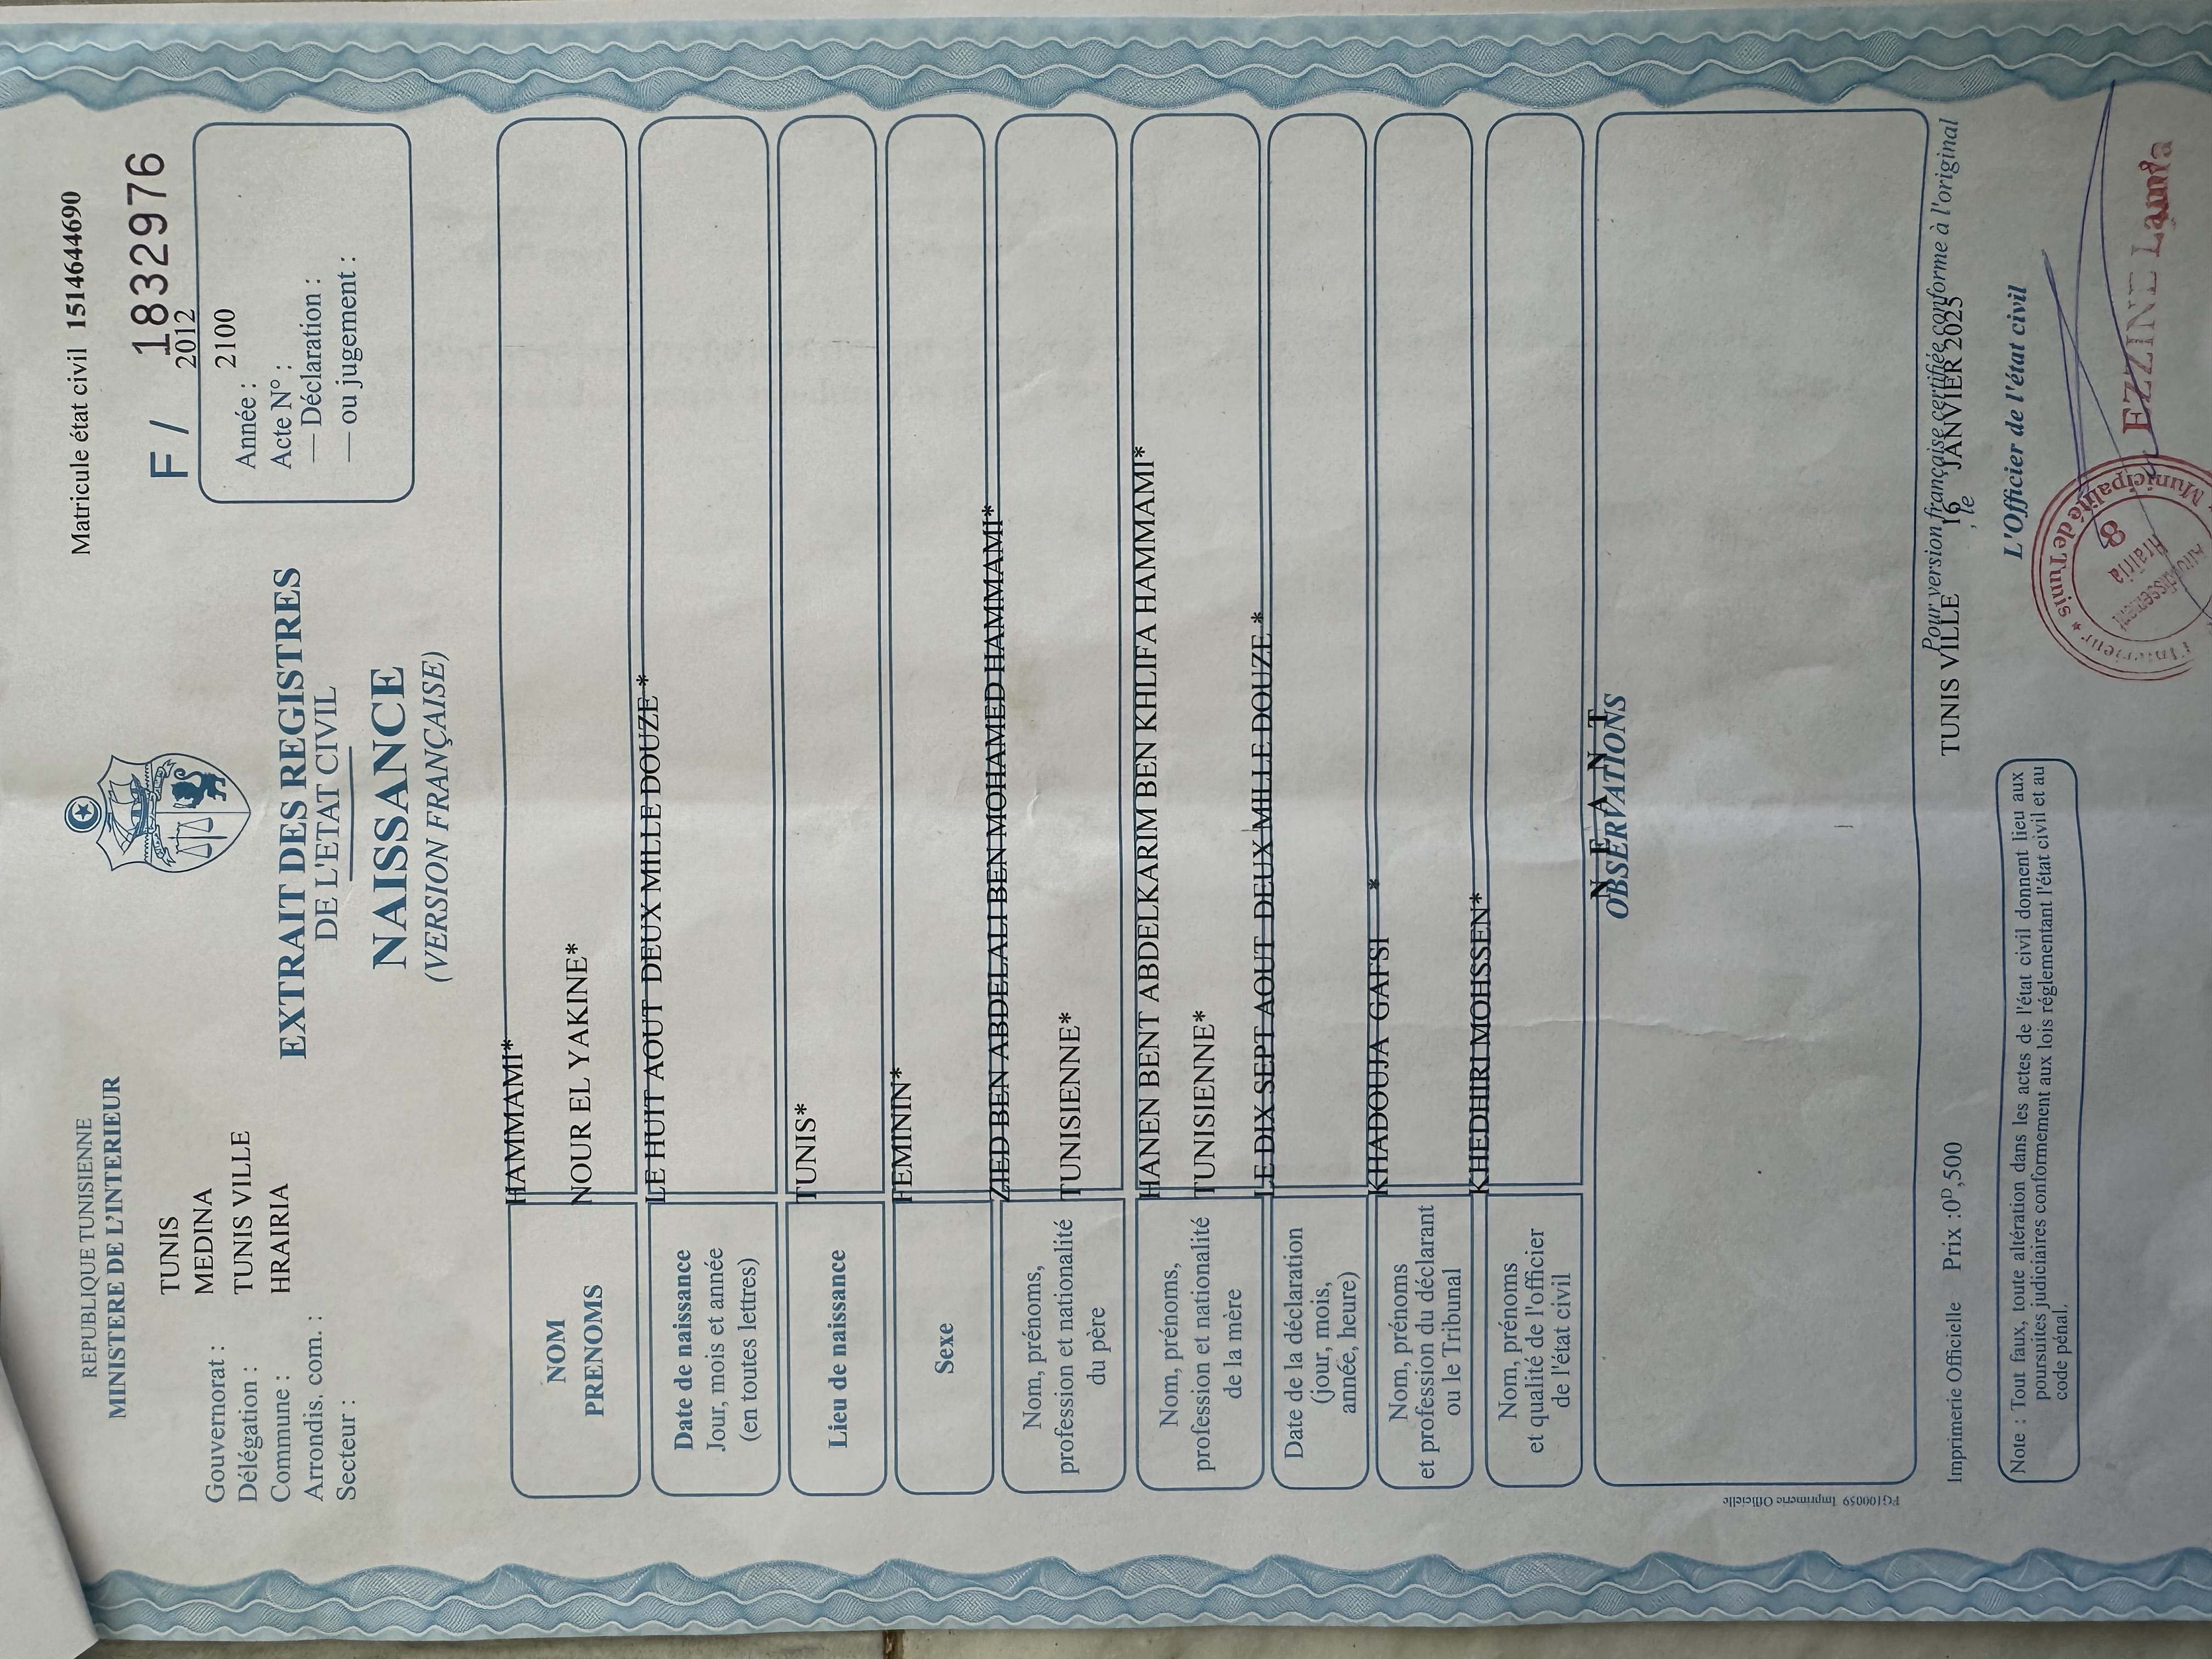 REPUBLIQUE TUNISIENNE
MINISTERE DE L'INTERIEUR
Matricule état civil 1514644690
F / 1832976
Gouvernorat : TUNIS
Délégation : MEDINA
Commune : TUNIS VILLE
Arrondis. com. : HRAIRIA
Secteur :
2012
Année :
2100
Acte N° :
— Déclaration :
— ou jugement :
EXTRAIT DES REGISTRES
DE L'ETAT CIVIL
NAISSANCE
(VERSION FRANÇAISE)
NOM
PRENOMS
HAMMAMI*
NOUR EL YAKINE*
Date de naissance
Jour, mois et année
(en toutes lettres)
LE HUIT AOUT DEUX MILLE DOUZE *
Lieu de naissance
TUNIS*
Sexe
FEMININ*
Nom, prénoms,
profession et nationalité
du père
ZIED BEN ABDELALI BEN MOHAMED HAMMAMI*
TUNISIENNE*
Nom, prénoms,
profession et nationalité
de la mère
HANEN BENT ABDELKARIM BEN KHLIFA HAMMAMI*
TUNISIENNE*
Date de la déclaration
(jour, mois,
année, heure)
LE DIX SEPT AOUT DEUX MILLE DOUZE *
Nom, prénoms
et profession du déclarant
ou le Tribunal
KHADOUJA GAFSI *
Nom, prénoms
et qualité de l'officier
de l'état civil
KHEDHIRI MOHSSEN*
N E A N T
OBSERVATIONS
PG100059 Imprimerie Officielle
Imprimerie Officielle Prix :0ᴰ,500
Pour version française certifiée conforme à l'original
TUNIS VILLE , le 16 JANVIER 2025
L'Officier de l'état civil
Note : Tout faux, toute altération dans les actes de l'état civil donnent lieu aux
poursuites judiciaires conformement aux lois réglementant l'état civil et au
code pénal.
l'Interieur * Municipalité de Tunis
Arrondissement
Hrairia
8
EZZINE Lamia